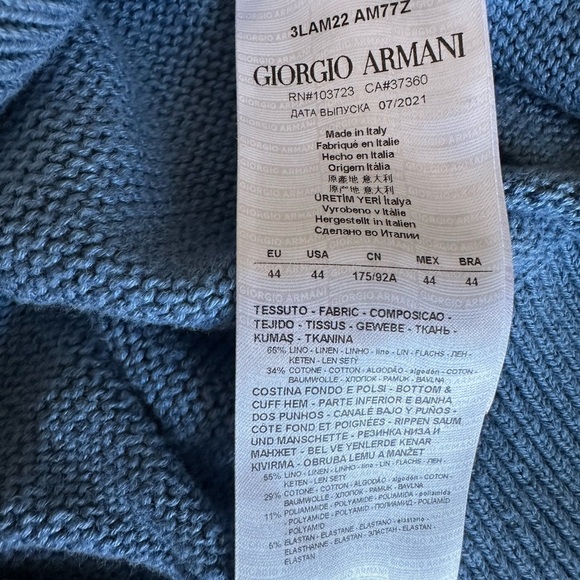 3LAM22 AM77Z
GIORGIO ARMANI
RN#103723 CA#37360
ДАТА ВЫПУСКА 07/2021
Made in Italy
Fabriqué en Italie
Hecho en Italia
Origem Itália
原產地 意大利
原产地 意大利
ÜRETİM YERİ İtalya
Vyrobeno v Itálie
Hergestellt in Italien
Сделано во Италии
EU USA CN MEX BRA
44 44 175/92A 44 44
TESSUTO - FABRIC - COMPOSICAO -
TEJIDO - TISSUS - GEWEBE - ТКАНЬ -
KUMAŞ - TKANINA
66% LINO - LINEN - LINHO - lino - LIN - FLACHS - ЛЕН -
KETEN - LEN SETY
34% COTONE - COTTON - ALGODÃO - algodón - COTON -
BAUMWOLLE - ХЛОПОК - PAMUK - BAVLNA
COSTINA FONDO E POLSI - BOTTOM &
CUFF HEM - PARTE INFERIOR E BAINHA
DOS PUNHOS - CANALÉ BAJO Y PUÑOS -
CÔTE FOND ET POIGNÉES - RIPPEN SAUM
UND MANSCHETTE - РЕЗИНКА НИЗА И
МАНЖЕТ - BEL VE YENLERDE KENAR
KIVIRMA - OBRUBA LEMU A MANŽET
55% LINO - LINEN - LINHO - lino - LIN - FLACHS - ЛЕН -
KETEN - LEN SETY
29% COTONE - COTTON - ALGODÃO - algodón - COTON -
BAUMWOLLE - ХЛОПОК - PAMUK - BAVLNA
11% POLIAMMIDE - POLYAMIDE - POLIAMIDA - poliamida
- POLYAMIDE - POLYAMID - ПОЛИАМИД - POLIAMID
- POLYAMID
5% ELASTAN - ELASTANE - ELASTANO - elastano -
ELASTHANNE - ELASTAN - ЭЛАСТАН - ELASTAN -
ELASTAN